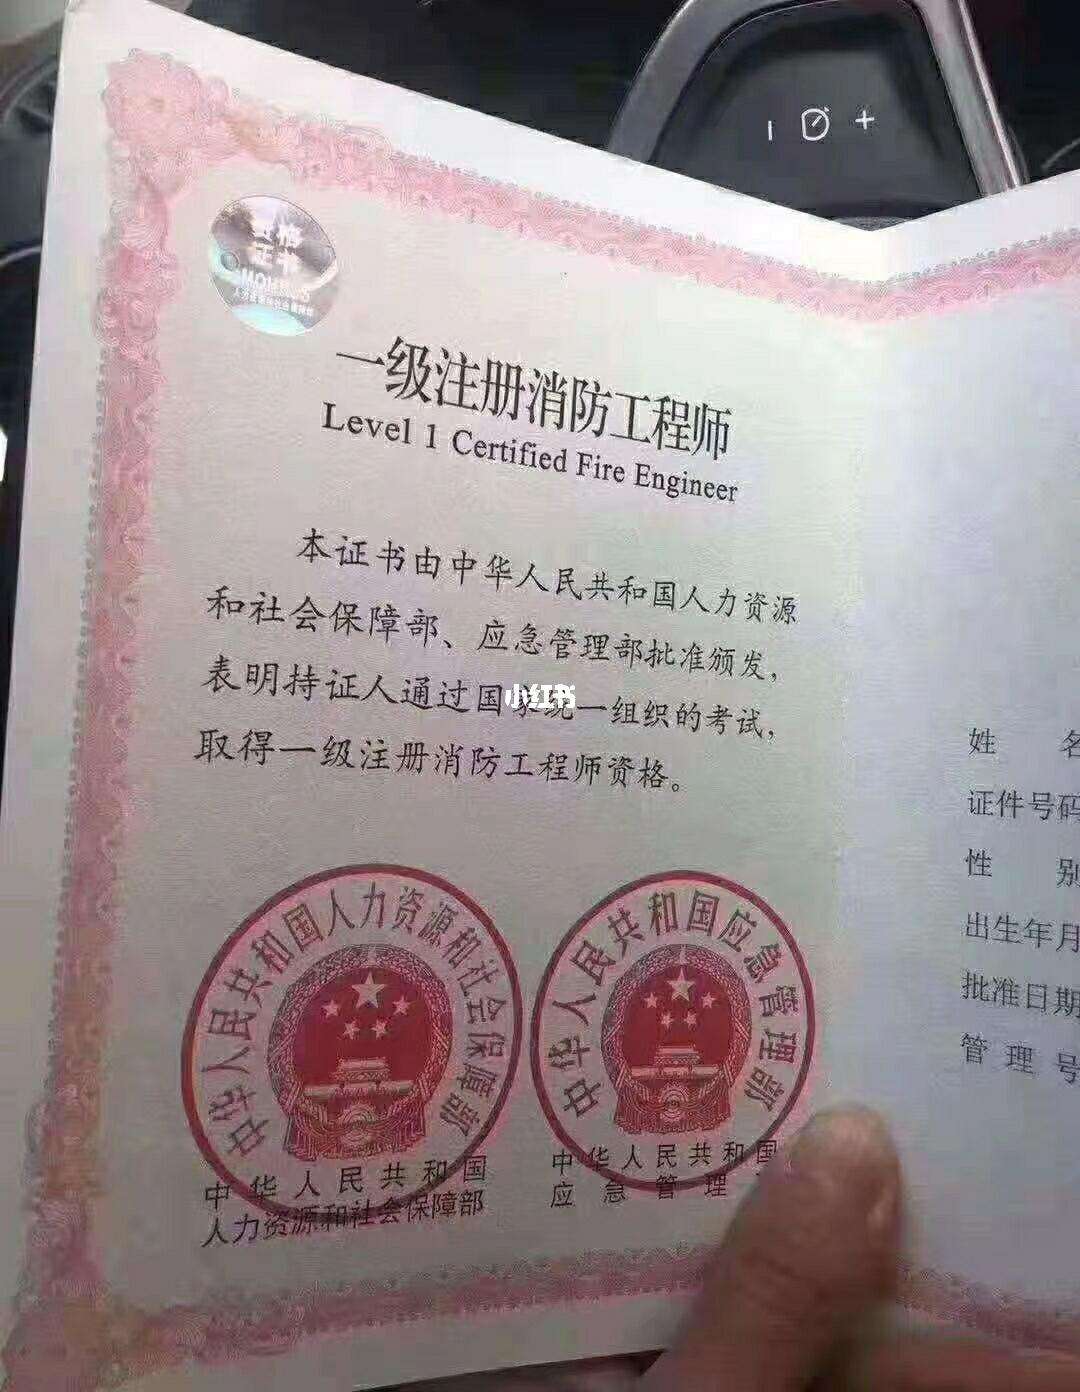 资格
证书
一级注册消防工程师
Level 1 Certified Fire Engineer
本证书由中华人民共和国人力资源
和社会保障部、应急管理部批准颁发，
表明持证人通过国家统一组织的考试，
取得一级注册消防工程师资格。
小红书
中华人民共和国人力资源和社会保障部
中华人民共和国应急管理部
中华人民共和国
人力资源和社会保障部
中华人民共和国
应急管理
姓 名
证件号码
性 别
出生年月
批准日期
管理号